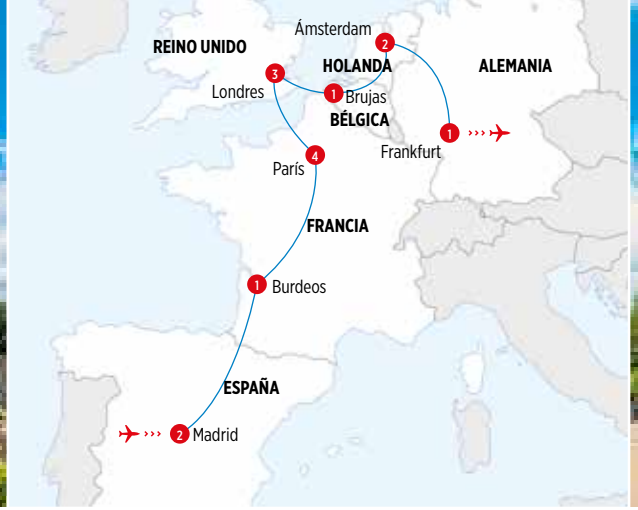 Ámsterdam
2
REINO UNIDO
HOLANDA
ALEMANIA
3
Londres
1
Brujas
BÉLGICA
1
Frankfurt
4
París
FRANCIA
1
Burdeos
ESPAÑA
2
Madrid